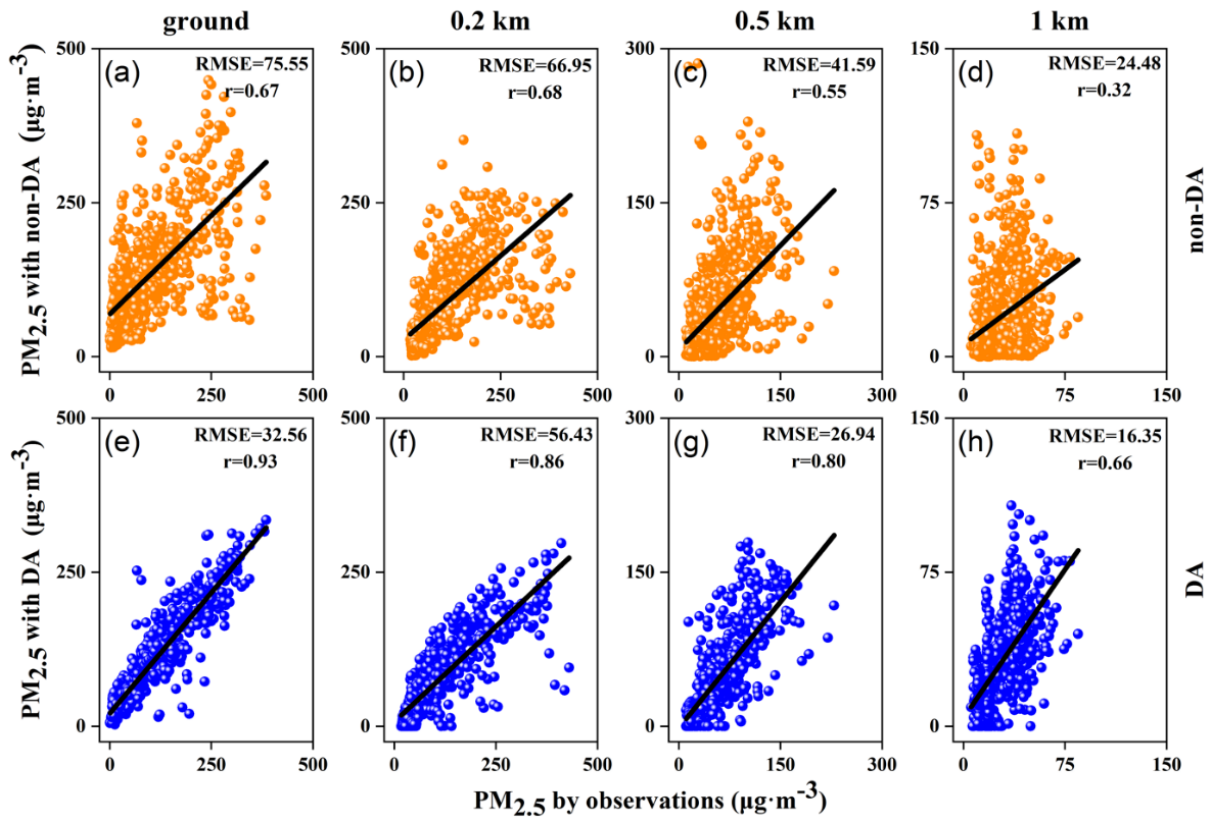 ground
0.2 km
0.5 km
1 km
PM2.5 with non-DA (μg·m-3)
500
250
0
(a)
RMSE=75.55
r=0.67
0 250 500
500
250
0
(b)
RMSE=66.95
r=0.68
0 250 500
300
150
0
(c)
RMSE=41.59
r=0.55
0 150 300
150
75
0
(d)
RMSE=24.48
r=0.32
0 75 150
non-DA
PM2.5 with DA (μg·m-3)
500
250
0
(e)
RMSE=32.56
r=0.93
0 250 500
500
250
0
(f)
RMSE=56.43
r=0.86
0 250 500
300
150
0
(g)
RMSE=26.94
r=0.80
0 150 300
150
75
0
(h)
RMSE=16.35
r=0.66
0 75 150
DA
PM2.5 by observations (μg·m-3)